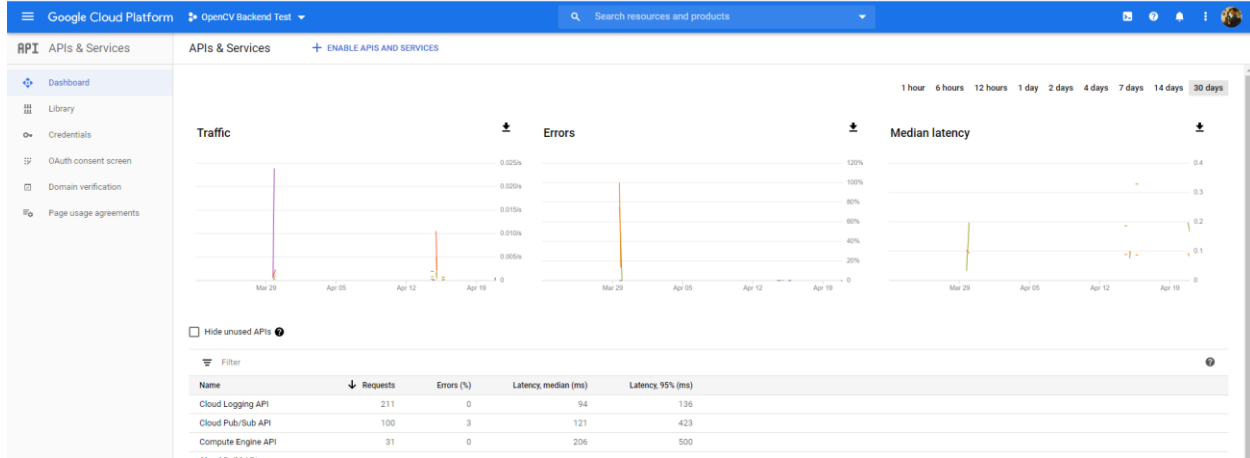 Google Cloud Platform OpenCV Backend Test Search resources and products
API APIs & Services APIs & Services + ENABLE APIS AND SERVICES
Dashboard
Library
Credentials
OAuth consent screen
Domain verification
Page usage agreements
1 hour 6 hours 12 hours 1 day 2 days 4 days 7 days 14 days 30 days
Traffic
0.025/s
0.020/s
0.015/s
0.010/s
0.005/s
0
Mar 29 Apr 05 Apr 12 Apr 19
Errors
120%
100%
80%
60%
40%
20%
0
Mar 29 Apr 05 Apr 12 Apr 19
Median latency
0.4
0.3
0.2
0.1
0
Mar 29 Apr 05 Apr 12 Apr 19
Hide unused APIs
Filter
Name Requests Errors (%) Latency, median (ms) Latency, 95% (ms)
Cloud Logging API 211 0 94 136
Cloud Pub/Sub API 100 3 121 423
Compute Engine API 31 0 206 500